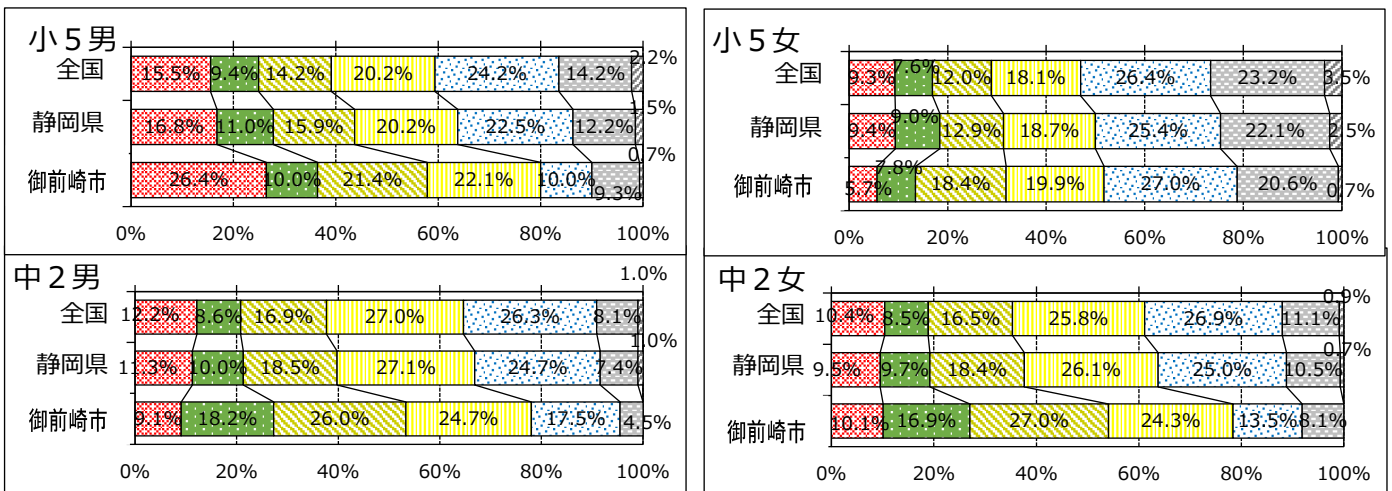 小５男
全国 15.5% 9.4% 14.2% 20.2% 24.2% 14.2% 2.2%
静岡県 16.8% 11.0% 15.9% 20.2% 22.5% 12.2% 1.5%
御前崎市 26.4% 10.0% 21.4% 22.1% 10.0% 9.3% 0.7%
0% 20% 40% 60% 80% 100%
小５女
全国 9.3% 7.6% 12.0% 18.1% 26.4% 23.2% 3.5%
静岡県 9.4% 9.0% 12.9% 18.7% 25.4% 22.1% 2.5%
御前崎市 5.7% 7.8% 18.4% 19.9% 27.0% 20.6% 0.7%
0% 20% 40% 60% 80% 100%
中２男
全国 12.2% 8.6% 16.9% 27.0% 26.3% 8.1% 1.0%
静岡県 11.3% 10.0% 18.5% 27.1% 24.7% 7.4% 1.0%
御前崎市 9.1% 18.2% 26.0% 24.7% 17.5% 4.5%
0% 20% 40% 60% 80% 100%
中２女
全国 10.4% 8.5% 16.5% 25.8% 26.9% 11.1% 0.9%
静岡県 9.5% 9.7% 18.4% 26.1% 25.0% 10.5% 0.7%
御前崎市 10.1% 16.9% 27.0% 24.3% 13.5% 8.1%
0% 20% 40% 60% 80% 100%